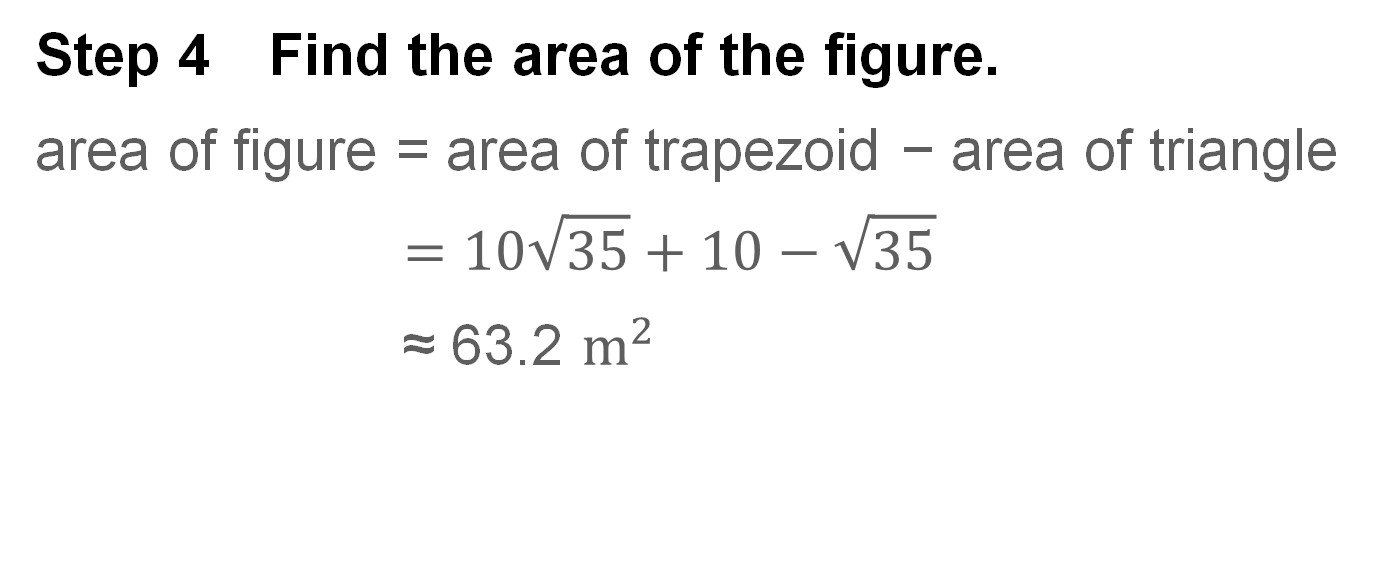 Step 4 Find the area of the figure.
area of figure = area of trapezoid − area of triangle
= 10√35 + 10 − √35
≈ 63.2 m²